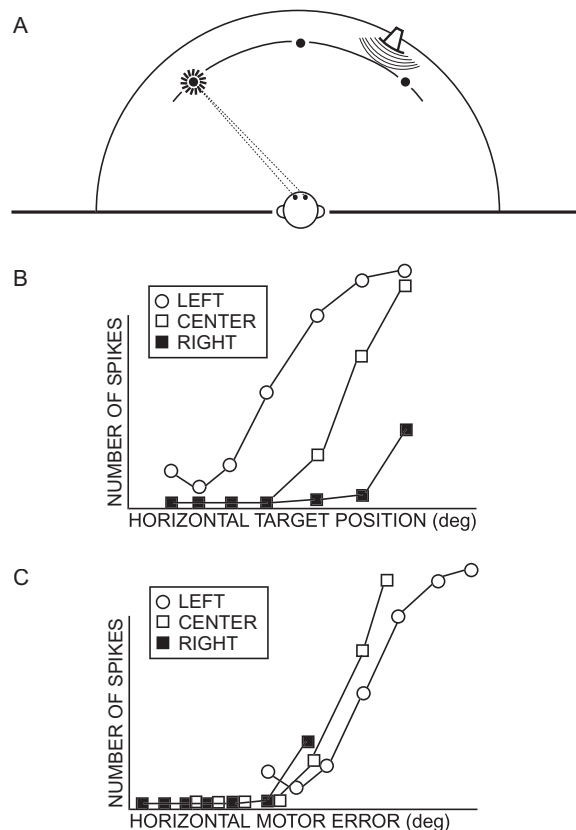 A
B
LEFT
CENTER
RIGHT
NUMBER OF SPIKES
HORIZONTAL TARGET POSITION (deg)
C
LEFT
CENTER
RIGHT
NUMBER OF SPIKES
HORIZONTAL MOTOR ERROR (deg)